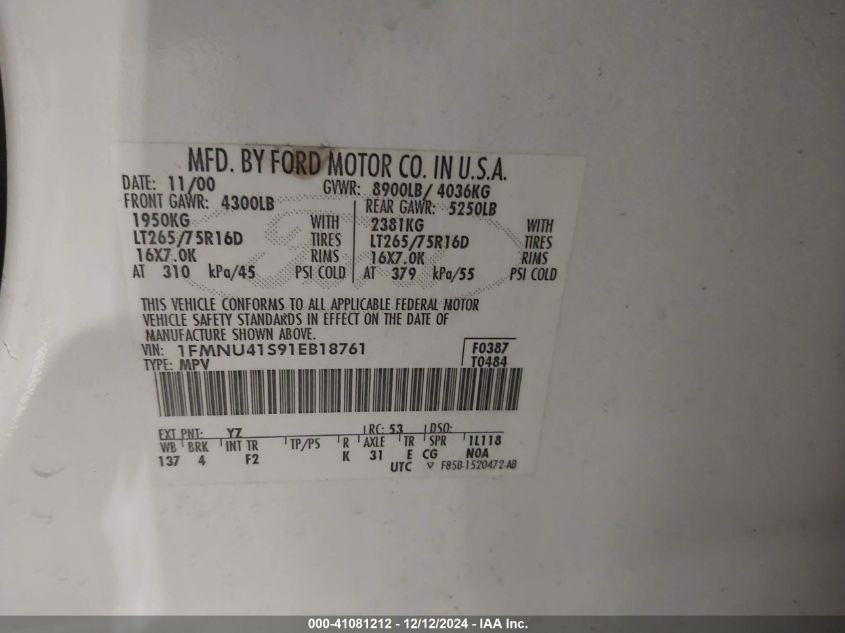 MFD. BY FORD MOTOR CO. IN U.S.A.
DATE: 11/00 GVWR: 8900LB/ 4036KG
FRONT GAWR: 4300LB REAR GAWR: 5250LB
1950KG WITH 2381KG WITH
LT265/75R16D TIRES LT265/75R16D TIRES
16X7.0K RIMS 16X7.0K RIMS
AT 310 kPa/45 PSI COLD AT 379 kPa/55 PSI COLD
THIS VEHICLE CONFORMS TO ALL APPLICABLE FEDERAL MOTOR
VEHICLE SAFETY STANDARDS IN EFFECT ON THE DATE OF
MANUFACTURE SHOWN ABOVE.
VIN: 1FMNU41S91EB18761 F0387
TYPE: MPV T0484
EXT PNT: YZ RC: 53 DSO:
WB BRK INT TR TP/PS R AXLE TR SPR 1L118
137 4 F2 K 31 E CG NOA
UTC ▽ F85B-1520472-AB
000-41081212 - 12/12/2024 - IAA Inc.